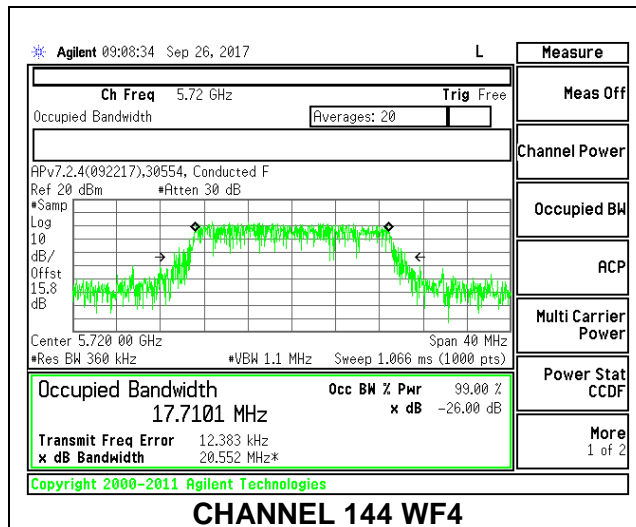 Agilent 09:08:34 Sep 26, 2017 L
Measure
Ch Freq 5.72 GHz Trig Free
Meas Off
Occupied Bandwidth Averages: 20
Channel Power
APv7.2.4(092217),30554, Conducted F
Ref 20 dBm #Atten 30 dB
#Samp
Log
10
dB/
Offst
15.8
dB
Occupied BW
ACP
Center 5.720 00 GHz Span 40 MHz
#Res BW 360 kHz #VBW 1.1 MHz Sweep 1.066 ms (1000 pts)
Multi Carrier
Power
Occupied Bandwidth Occ BW % Pwr 99.00 %
17.7101 MHz x dB -26.00 dB
Power Stat
CCDF
Transmit Freq Error 12.383 kHz
x dB Bandwidth 20.552 MHz*
More
1 of 2
Copyright 2000-2011 Agilent Technologies
CHANNEL 144 WF4